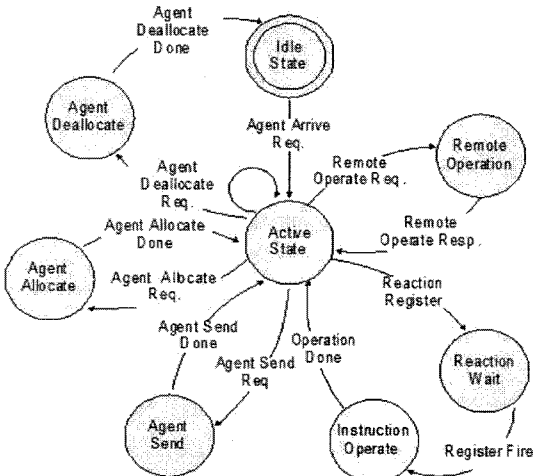 Agent
Deallocate
Done
Idle
State
Agent
Deallocate
Agent Arrive
Req.
Remote
Operate Req.
Remote
Operation
Agent
Deallocate
Req.
Agent Allocate
Done
Active
State
Remote
Operate Resp.
Agent
Allocate
Agent Allocate
Req.
Reaction
Register
Agent Send
Done
Agent Send
Req
Operation
Done
Reaction
Wait
Agent
Send
Instruction
Operate
Register Fire